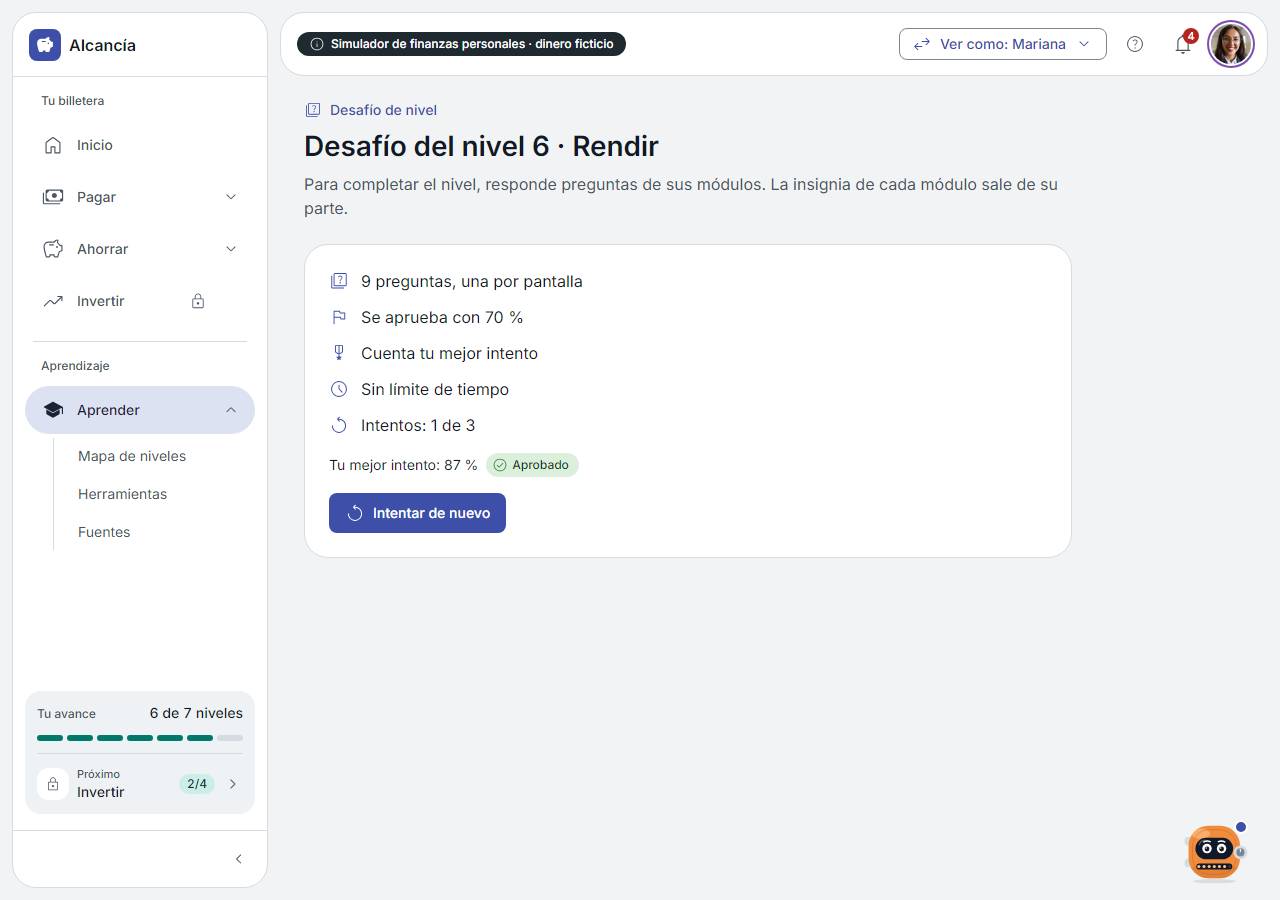 Alcancía
Simulador de finanzas personales · dinero ficticio
Ver como: Mariana
4
Tu billetera
Inicio
Pagar
Ahorrar
Invertir
Aprendizaje
Aprender
Mapa de niveles
Herramientas
Fuentes
Tu avance
6 de 7 niveles
Próximo
Invertir
2/4
Desafío de nivel
Desafío del nivel 6 · Rendir
Para completar el nivel, responde preguntas de sus módulos. La insignia de cada módulo sale de su
parte.
9 preguntas, una por pantalla
Se aprueba con 70 %
Cuenta tu mejor intento
Sin límite de tiempo
Intentos: 1 de 3
Tu mejor intento: 87 %
Aprobado
Intentar de nuevo